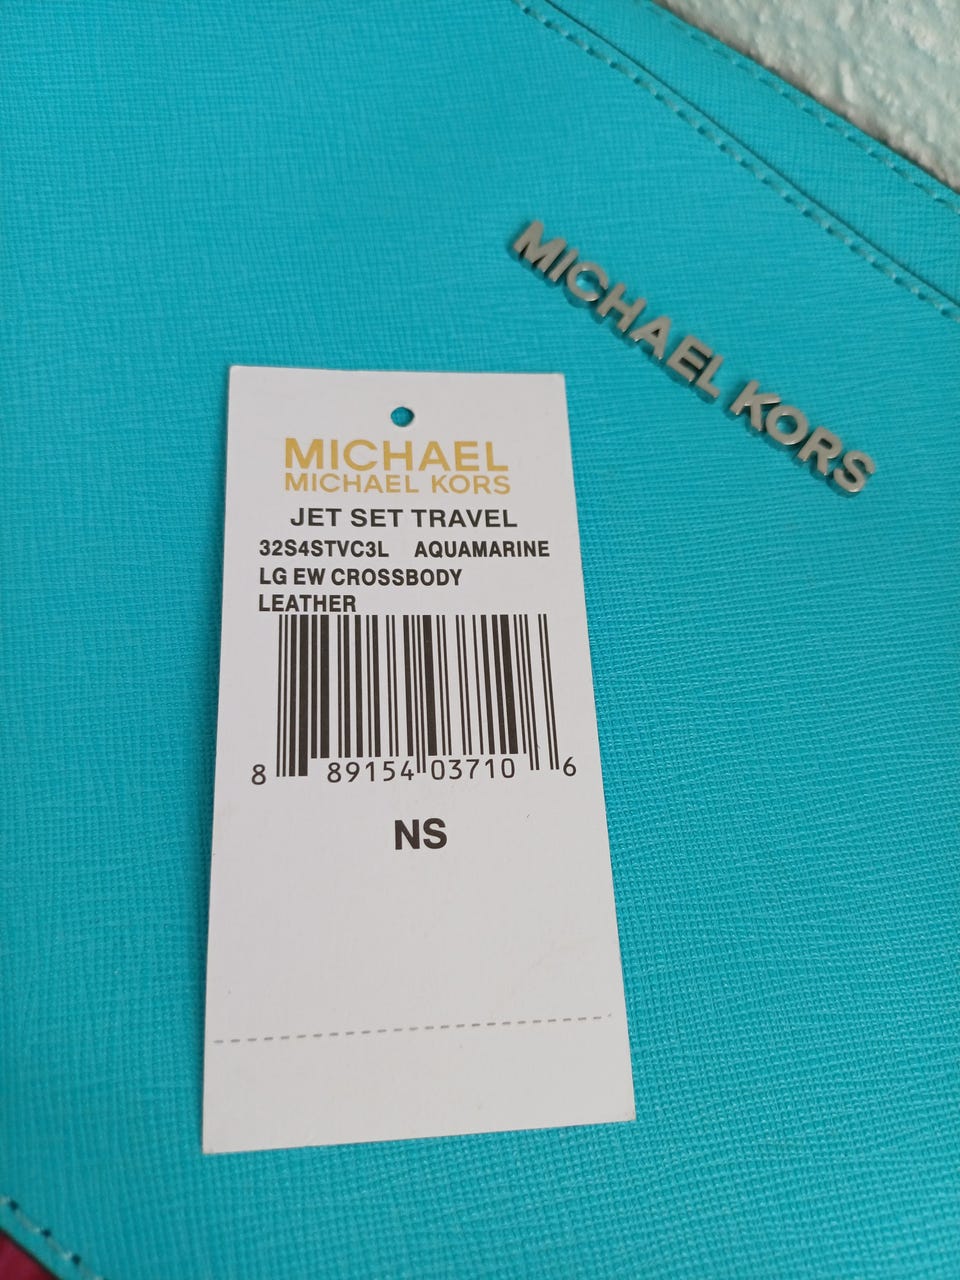 MICHAEL KORS
MICHAEL
MICHAEL KORS
JET SET TRAVEL
32S4STVC3L AQUAMARINE
LG EW CROSSBODY
LEATHER
8 89154 03710 6
NS